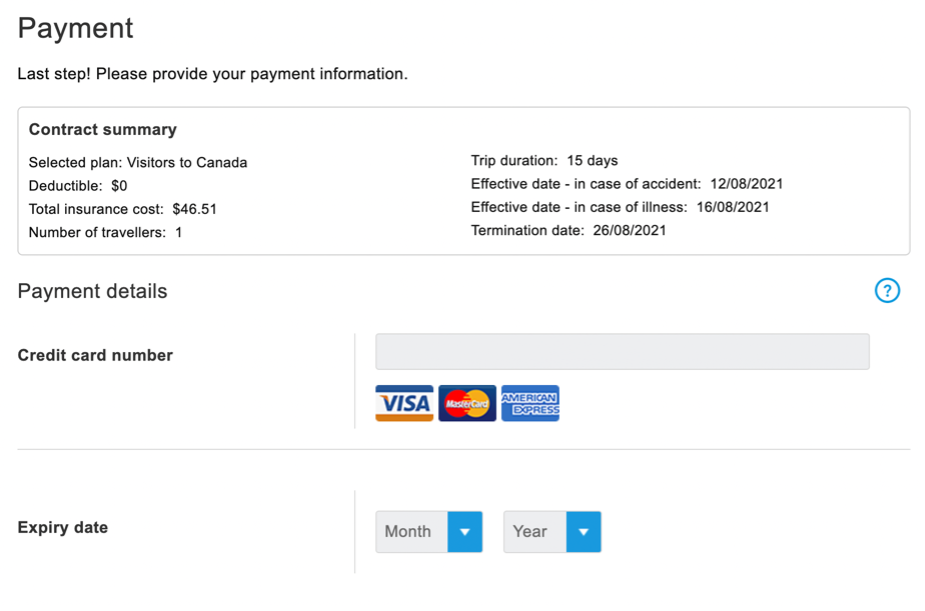 Payment
Last step! Please provide your payment information.
Contract summary
Selected plan: Visitors to Canada
Deductible: $0
Total insurance cost: $46.51
Number of travellers: 1
Trip duration: 15 days
Effective date - in case of accident: 12/08/2021
Effective date - in case of illness: 16/08/2021
Termination date: 26/08/2021
Payment details
?
Credit card number
VISA
MasterCard
AMERICAN
EXPRESS
Expiry date
Month
Year